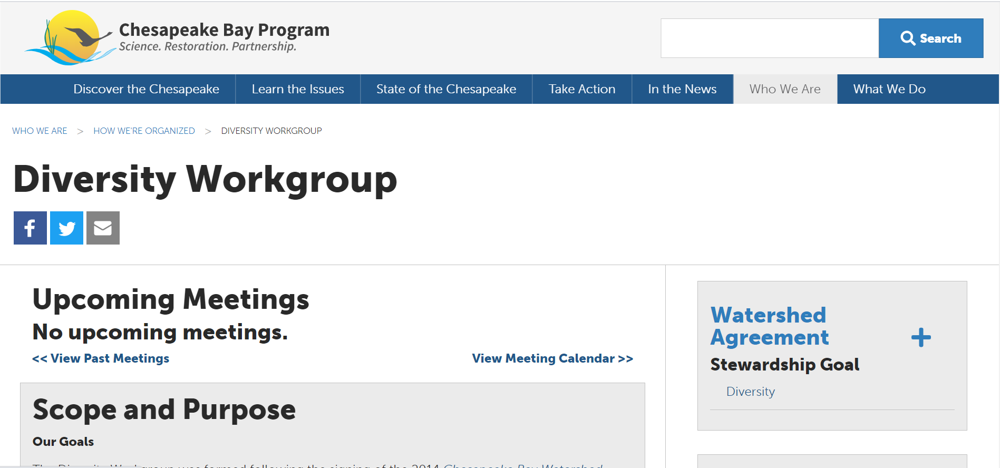 Chesapeake Bay Program
Science. Restoration. Partnership.
Search
Discover the Chesapeake
Learn the Issues
State of the Chesapeake
Take Action
In the News
Who We Are
What We Do
WHO WE ARE > HOW WE'RE ORGANIZED > DIVERSITY WORKGROUP
Diversity Workgroup
Upcoming Meetings
No upcoming meetings.
<< View Past Meetings
View Meeting Calendar >>
Scope and Purpose
Our Goals
The Diversity Workgroup was formed following the signing of the 2014 Chesapeake Bay Watershed
Watershed
Agreement
Stewardship Goal
Diversity